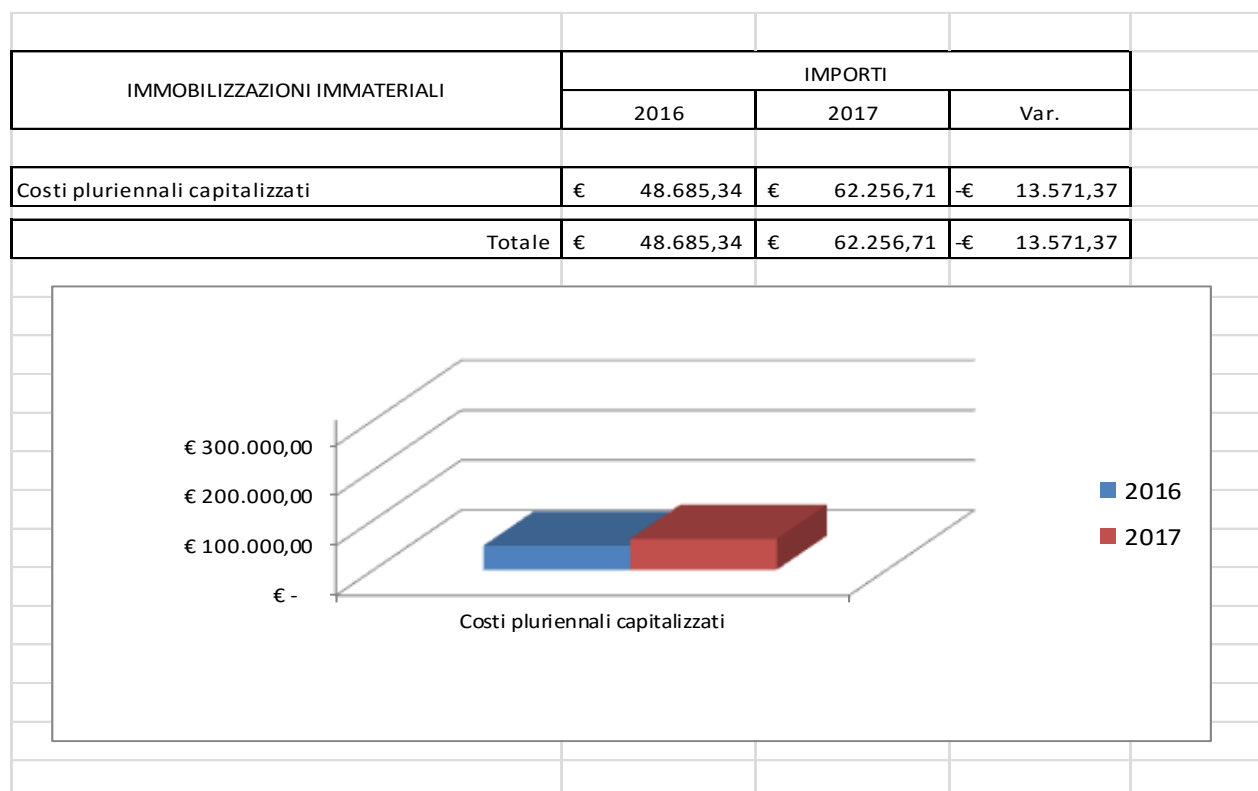 IMMOBILIZZAZIONI IMMATERIALI
IMPORTI
2016 2017 Var.
Costi pluriennali capitalizzati € 48.685,34 € 62.256,71 -€ 13.571,37
Totale € 48.685,34 € 62.256,71 -€ 13.571,37
€ 300.000,00
€ 200.000,00
€ 100.000,00
€ -
Costi pluriennali capitalizzati
2016
2017